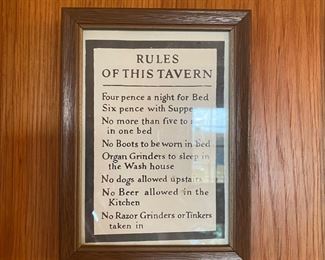 RULES
OF THIS TAVERN
Four pence a night for Bed
Six pence with Supper
No more than five to sleep
in one bed
No Boots to be worn in bed
Organ Grinders to sleep in
the Wash house
No dogs allowed upstairs
No Beer allowed in the
Kitchen
No Razor Grinders or Tinkers
taken in